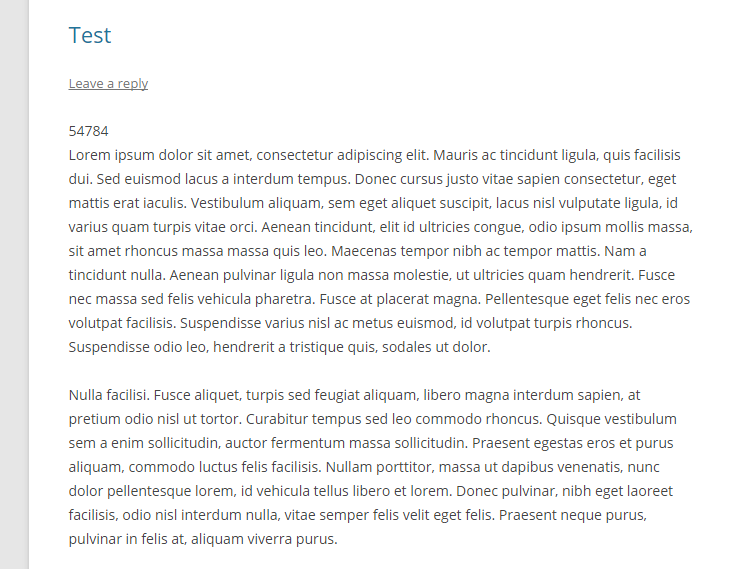 Test
Leave a reply
54784
Lorem ipsum dolor sit amet, consectetur adipiscing elit. Mauris ac tincidunt ligula, quis facilisis
dui. Sed euismod lacus a interdum tempus. Donec cursus justo vitae sapien consectetur, eget
mattis erat iaculis. Vestibulum aliquam, sem eget aliquet suscipit, lacus nisl vulputate ligula, id
varius quam turpis vitae orci. Aenean tincidunt, elit id ultricies congue, odio ipsum mollis massa,
sit amet rhoncus massa massa quis leo. Maecenas tempor nibh ac tempor mattis. Nam a
tincidunt nulla. Aenean pulvinar ligula non massa molestie, ut ultricies quam hendrerit. Fusce
nec massa sed felis vehicula pharetra. Fusce at placerat magna. Pellentesque eget felis nec eros
volutpat facilisis. Suspendisse varius nisl ac metus euismod, id volutpat turpis rhoncus.
Suspendisse odio leo, hendrerit a tristique quis, sodales ut dolor.
Nulla facilisi. Fusce aliquet, turpis sed feugiat aliquam, libero magna interdum sapien, at
pretium odio nisl ut tortor. Curabitur tempus sed leo commodo rhoncus. Quisque vestibulum
sem a enim sollicitudin, auctor fermentum massa sollicitudin. Praesent egestas eros et purus
aliquam, commodo luctus felis facilisis. Nullam porttitor, massa ut dapibus venenatis, nunc
dolor pellentesque lorem, id vehicula tellus libero et lorem. Donec pulvinar, nibh eget laoreet
facilisis, odio nisl interdum nulla, vitae semper felis velit eget felis. Praesent neque purus,
pulvinar in felis at, aliquam viverra purus.